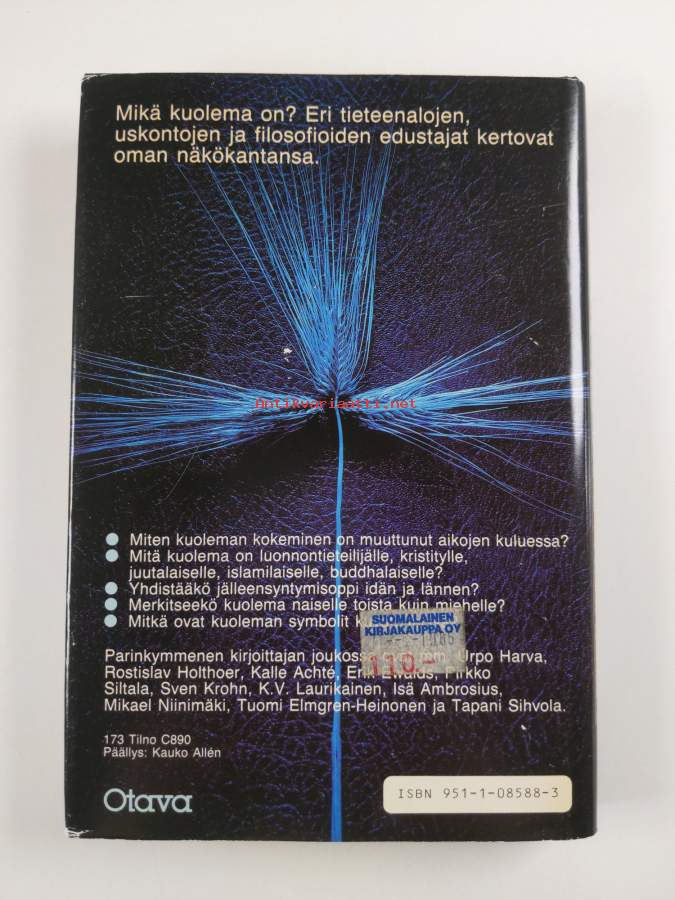 Mikä kuolema on? Eri tieteenalojen,
uskontojen ja filosofioiden edustajat kertovat
oman näkökantansa.
Antikvariaatti.net
Miten kuoleman kokeminen on muuttunut aikojen kuluessa?
Mitä kuolema on luonnontieteilijälle, kristitylle,
juutalaiselle, islamilaiselle, buddhalaiselle?
Yhdistääkö jälleensyntymisoppi idän ja lännen?
Merkitseekö kuolema naiselle toista kuin miehelle?
Mitkä ovat kuoleman symbolit
SUOMALAINEN
KIRJAKAUPPA OY
110.-
Parinkymmenen kirjoittajan joukossa Urpo Harva,
Rostislav Holthoer, Kalle Achté, Pirkko
Siltala, Sven Krohn, K.V. Laurikainen, Isä Ambrosius,
Mikael Niinimäki, Tuomi Elmgren-Heinonen ja Tapani Sihvola.
173 Tilno C890
Päällys: Kauko Allén
Otava
ISBN 951-1-08588-3